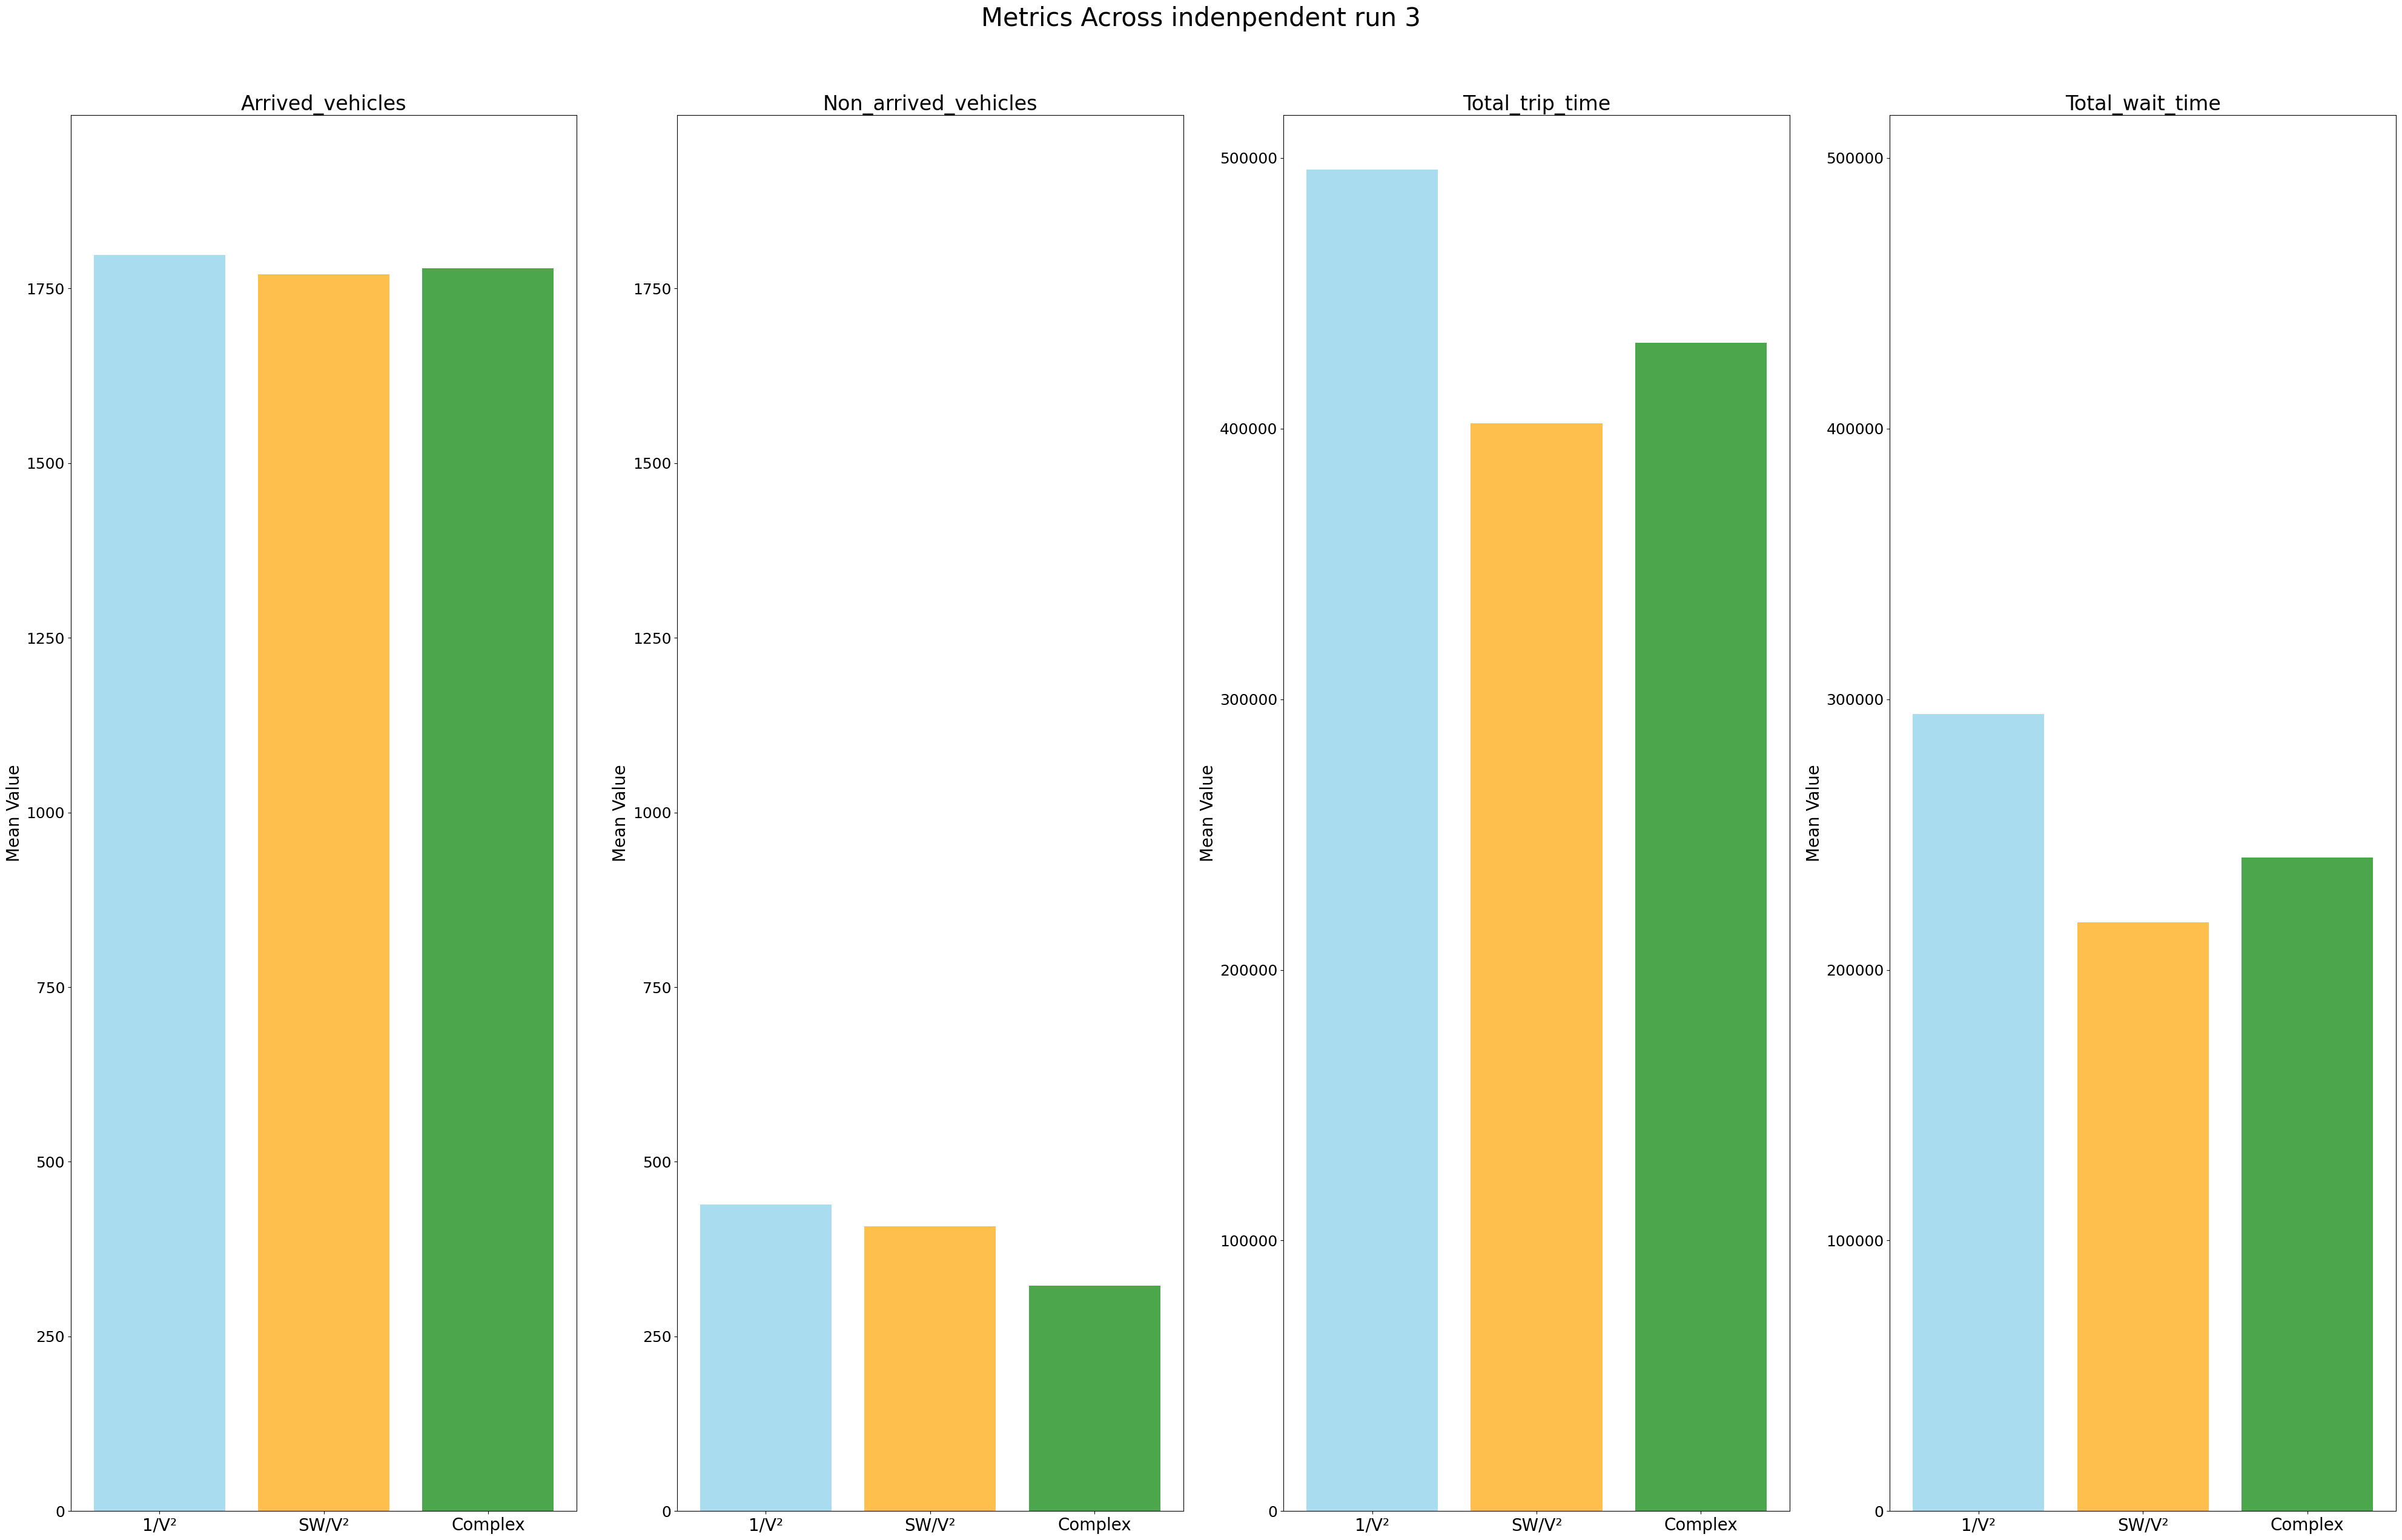 Metrics Across indenpendent run 3
Arrived_vehicles
Mean Value
1750
1500
1250
1000
750
500
250
0
1/V²
SW/V²
Complex
Non_arrived_vehicles
Mean Value
1750
1500
1250
1000
750
500
250
0
1/V²
SW/V²
Complex
Total_trip_time
Mean Value
500000
400000
300000
200000
100000
0
1/V²
SW/V²
Complex
Total_wait_time
Mean Value
500000
400000
300000
200000
100000
0
1/V²
SW/V²
Complex